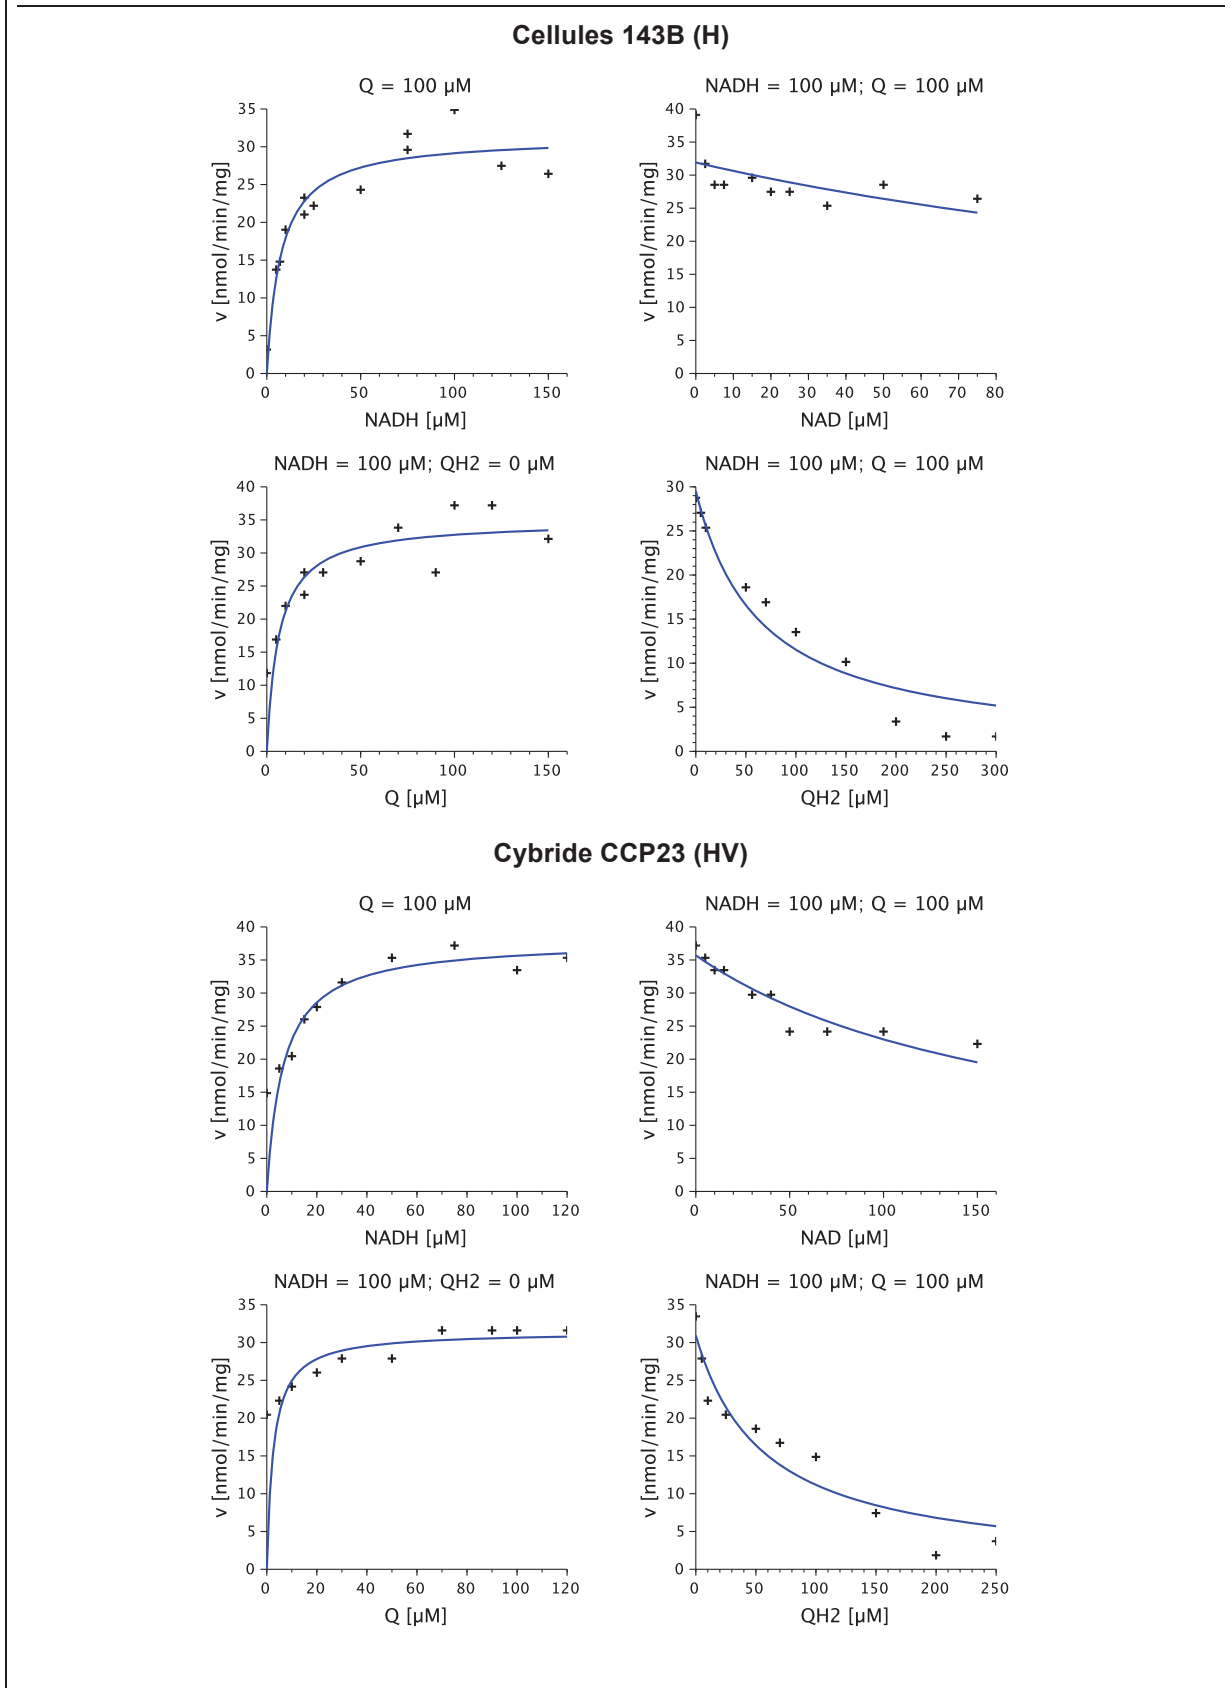 Cellules 143B (H)
Q = 100 µM
v [nmol/min/mg]
35
30
25
20
15
10
5
0
0 50 100 150
NADH [µM]
NADH = 100 µM; Q = 100 µM
v [nmol/min/mg]
40
35
30
25
20
15
10
5
0
0 10 20 30 40 50 60 70 80
NAD [µM]
NADH = 100 µM; QH2 = 0 µM
v [nmol/min/mg]
40
35
30
25
20
15
10
5
0
0 50 100 150
Q [µM]
NADH = 100 µM; Q = 100 µM
v [nmol/min/mg]
30
25
20
15
10
5
0
0 50 100 150 200 250 300
QH2 [µM]
Cybride CCP23 (HV)
Q = 100 µM
v [nmol/min/mg]
40
35
30
25
20
15
10
5
0
0 20 40 60 80 100 120
NADH [µM]
NADH = 100 µM; Q = 100 µM
v [nmol/min/mg]
40
35
30
25
20
15
10
5
0
0 50 100 150
NAD [µM]
NADH = 100 µM; QH2 = 0 µM
v [nmol/min/mg]
35
30
25
20
15
10
5
0
0 20 40 60 80 100 120
Q [µM]
NADH = 100 µM; Q = 100 µM
v [nmol/min/mg]
35
30
25
20
15
10
5
0
0 50 100 150 200 250
QH2 [µM]